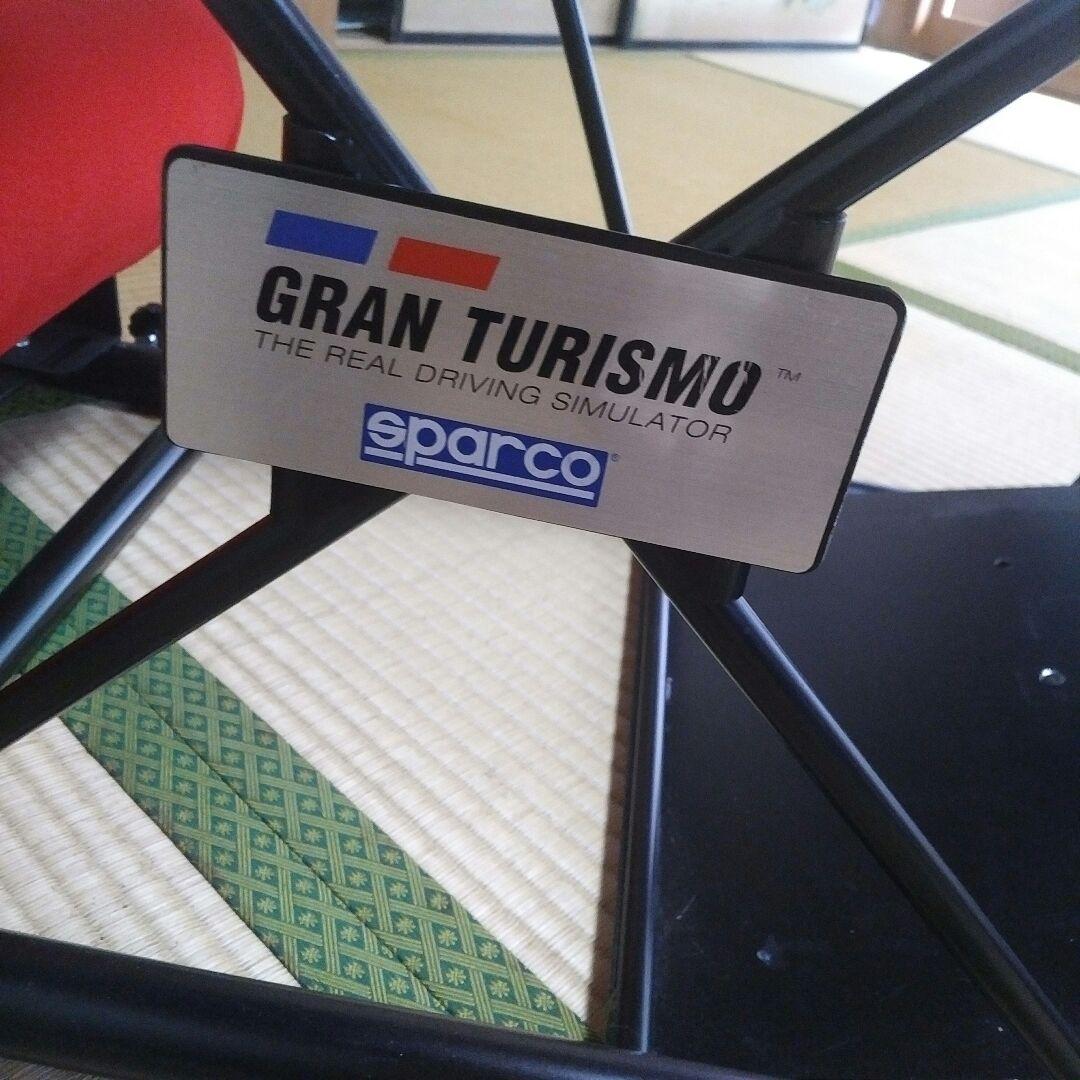 GRAN TURISMO™
THE REAL DRIVING SIMULATOR
sparco®